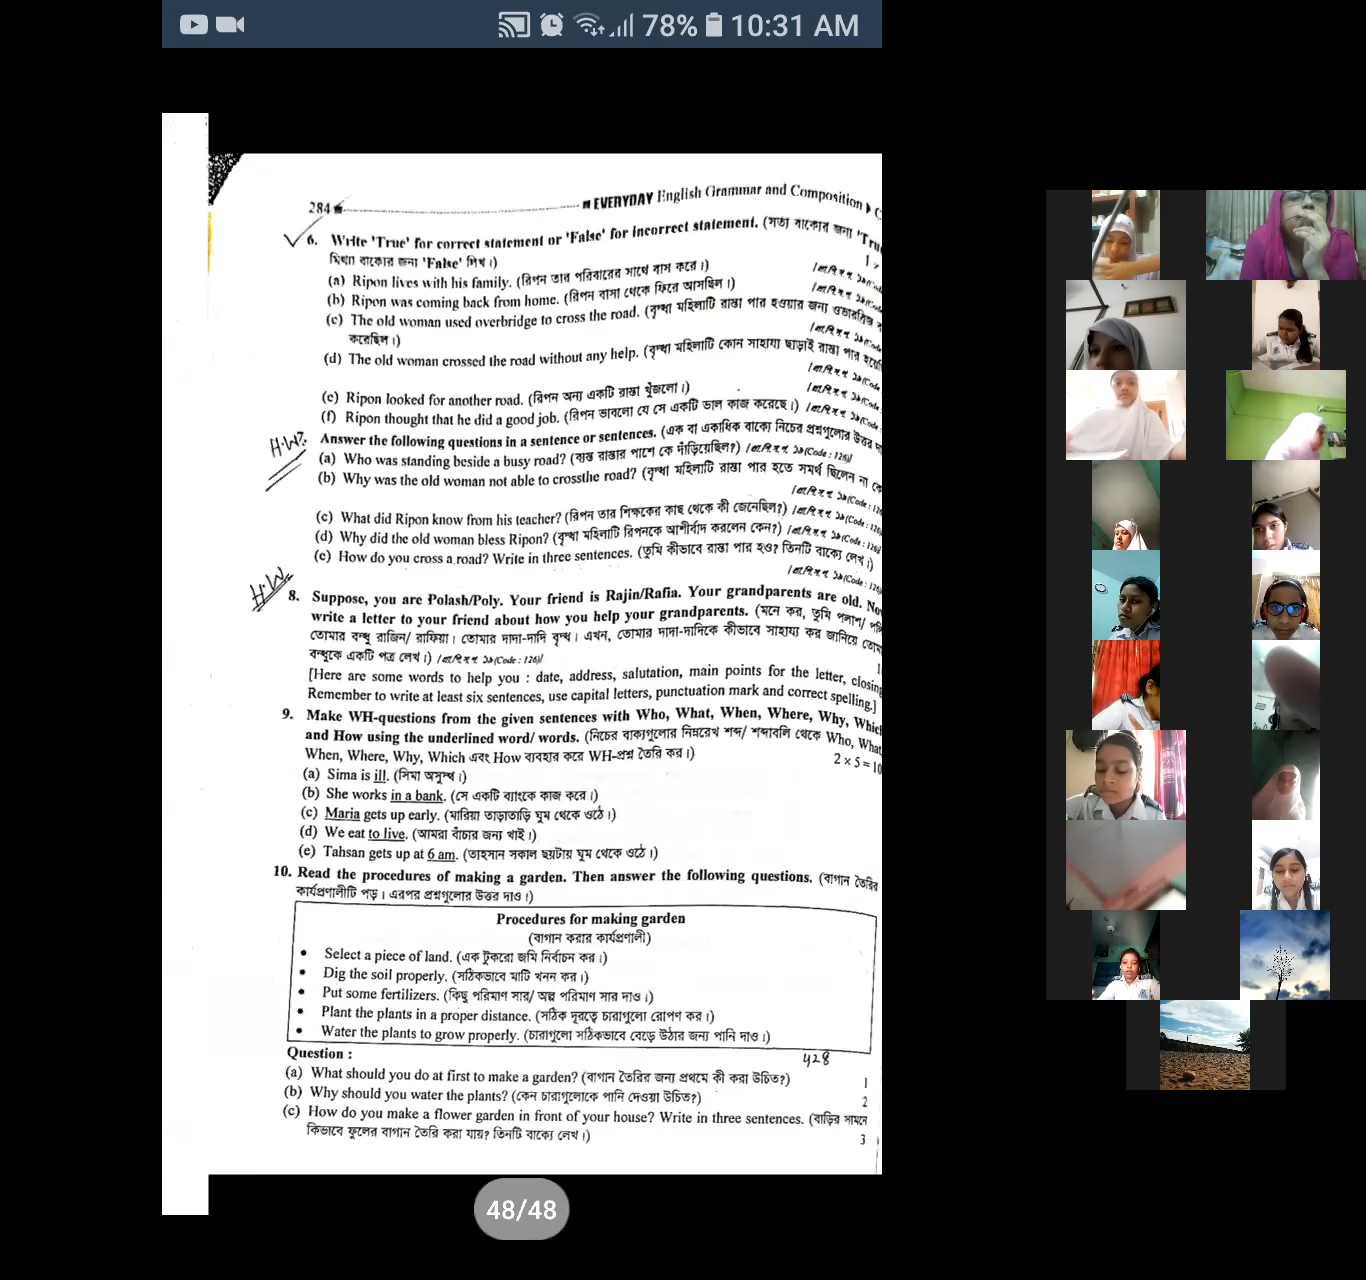 78% 10:31 AM
284 EVERYDAY English Grammar and Composition
6. Write 'True' for correct statement or 'False' for incorrect statement. (সত্য বাক্যের জন্য 'Tru
মিথ্যা বাক্যের জন্য 'False' লিখ।)
(a) Ripon lives with his family. (রিপন তার পরিবারের সাথে বাস করে।)
(b) Ripon was coming back from home. (রিপন বাসা থেকে ফিরে আসছিল।)
(c) The old woman used overbridge to cross the road. (বৃদ্ধা মহিলাটি রাস্তা পার হওয়ার জন্য ওভারব্রিজ
করেছিল।)
(d) The old woman crossed the road without any help. (বৃদ্ধা মহিলাটি কোন সাহায্য ছাড়াই রাস্তা পার
(e) Ripon looked for another road. (রিপন অন্য একটি রাস্তা খুঁজলো।)
(f) Ripon thought that he did a good job. (রিপন ভাবলো যে সে একটি ভাল কাজ করেছে।)
H.W.
Answer the following questions in a sentence or sentences. (এক বা একাধিক বাক্যে নিচের প্রশ্নগুলোর উত্তর
(a) Who was standing beside a busy road? (ব্যস্ত রাস্তার পাশে কে দাঁড়িয়েছিল?) (Code : 126)
(b) Why was the old woman not able to crossthe road? (বৃদ্ধা মহিলাটি রাস্তা পার হতে সমর্থ ছিলেন না
(c) What did Ripon know from his teacher? (রিপন তার শিক্ষকের কাছ থেকে কী জেনেছিল?)
(d) Why did the old woman bless Ripon? (বৃদ্ধা মহিলাটি রিপনকে আশীর্বাদ করলেন কেন?)
(e) How do you cross a road? Write in three sentences. (তুমি কীভাবে রাস্তা পার হও? তিনটি বাক্যে লেখ।)
H.W.
8. Suppose, you are Polash/Poly. Your friend is Rajin/Rafia. Your grandparents are old. No
write a letter to your friend about how you help your grandparents. (মনে কর, তুমি পলাশ/
তোমার বন্ধু রাজিন/ রাফিয়া। তোমার দাদা-দাদি বৃদ্ধ। এখন, তোমার দাদা-দাদিকে কীভাবে সাহায্য কর জানিয়ে
বন্ধুকে একটি পত্র লেখ।) (Code : 126)
[Here are some words to help you : date, address, salutation, main points for the letter, closing
Remember to write at least six sentences, use capital letters, punctuation mark and correct spelling.]
9. Make WH-questions from the given sentences with Who, What, When, Where, Why, Which
and How using the underlined word/ words. (নিচের বাক্যগুলোর নিম্নরেখ শব্দ/ শব্দাবলি থেকে Who, What
When, Where, Why, Which এবং How ব্যবহার করে WH-প্রশ্ন তৈরি কর।) 2 × 5 = 10
(a) Sima is ill. (সিমা অসুস্থ।)
(b) She works in a bank. (সে একটি ব্যাংকে কাজ করে।)
(c) Maria gets up early. (মারিয়া তাড়াতাড়ি ঘুম থেকে ওঠে।)
(d) We eat to live. (আমরা বাঁচার জন্য খাই।)
(e) Tahsan gets up at 6 am. (তাহসান সকাল ছয়টায় ঘুম থেকে ওঠে।)
10. Read the procedures of making a garden. Then answer the following questions. (বাগান তৈরির
কার্যপ্রণালীটি পড়। এরপর প্রশ্নগুলোর উত্তর দাও।)
Procedures for making garden
(বাগান করার কার্যপ্রণালী)
• Select a piece of land. (এক টুকরো জমি নির্বাচন কর।)
• Dig the soil properly. (সঠিকভাবে মাটি খনন কর।)
• Put some fertilizers. (কিছু পরিমাণ সার/ অল্প পরিমাণ সার দাও।)
• Plant the plants in a proper distance. (সঠিক দূরত্বে চারাগুলো রোপণ কর।)
• Water the plants to grow properly. (চারাগুলো সঠিকভাবে বেড়ে উঠার জন্য পানি দাও।)
Question :
(a) What should you do at first to make a garden? (বাগান তৈরির জন্য প্রথমে কী করা উচিত?) 1
(b) Why should you water the plants? (কেন চারাগুলোকে পানি দেওয়া উচিত?) 2
(c) How do you make a flower garden in front of your house? Write in three sentences. (বাড়ির সামনে
কিভাবে ফুলের বাগান তৈরি করা যায়? তিনটি বাক্যে লেখ।) 3
48/48